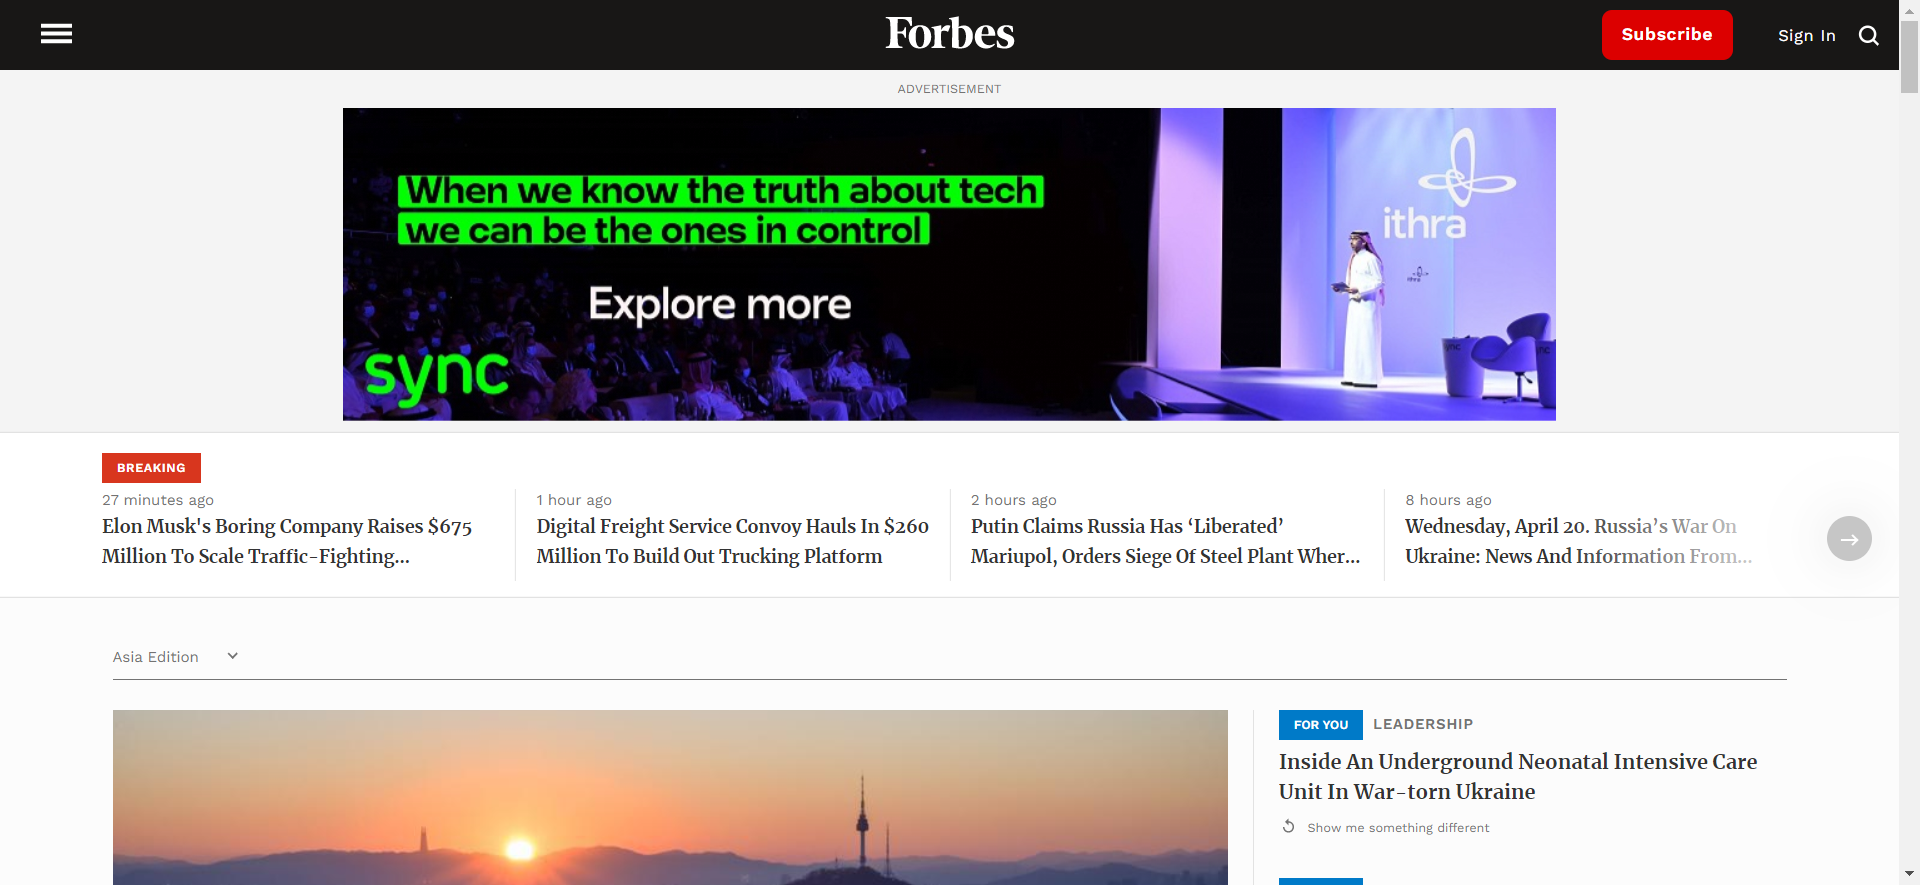 Forbes
Subscribe
Sign In
ADVERTISEMENT
When we know the truth about tech
we can be the ones in control
Explore more
sync
ithra
BREAKING
27 minutes ago
Elon Musk's Boring Company Raises $675
Million To Scale Traffic-Fighting...
1 hour ago
Digital Freight Service Convoy Hauls In $260
Million To Build Out Trucking Platform
2 hours ago
Putin Claims Russia Has ‘Liberated’
Mariupol, Orders Siege Of Steel Plant Wher...
8 hours ago
Wednesday, April 20. Russia’s War On
Ukraine: News And Information From...
Asia Edition
FOR YOU LEADERSHIP
Inside An Underground Neonatal Intensive Care
Unit In War-torn Ukraine
Show me something different